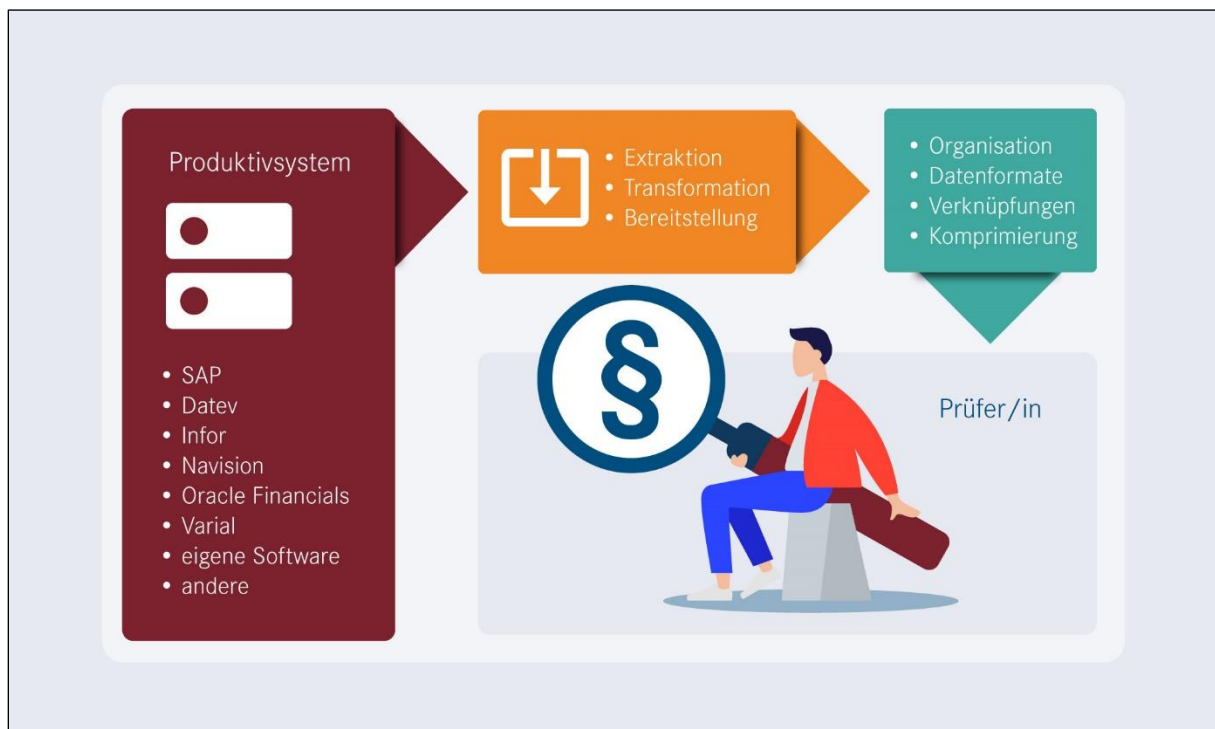 Produktivsystem
• SAP
• Datev
• Infor
• Navision
• Oracle Financials
• Varial
• eigene Software
• andere
• Extraktion
• Transformation
• Bereitstellung
• Organisation
• Datenformate
• Verknüpfungen
• Komprimierung
§
Prüfer/in